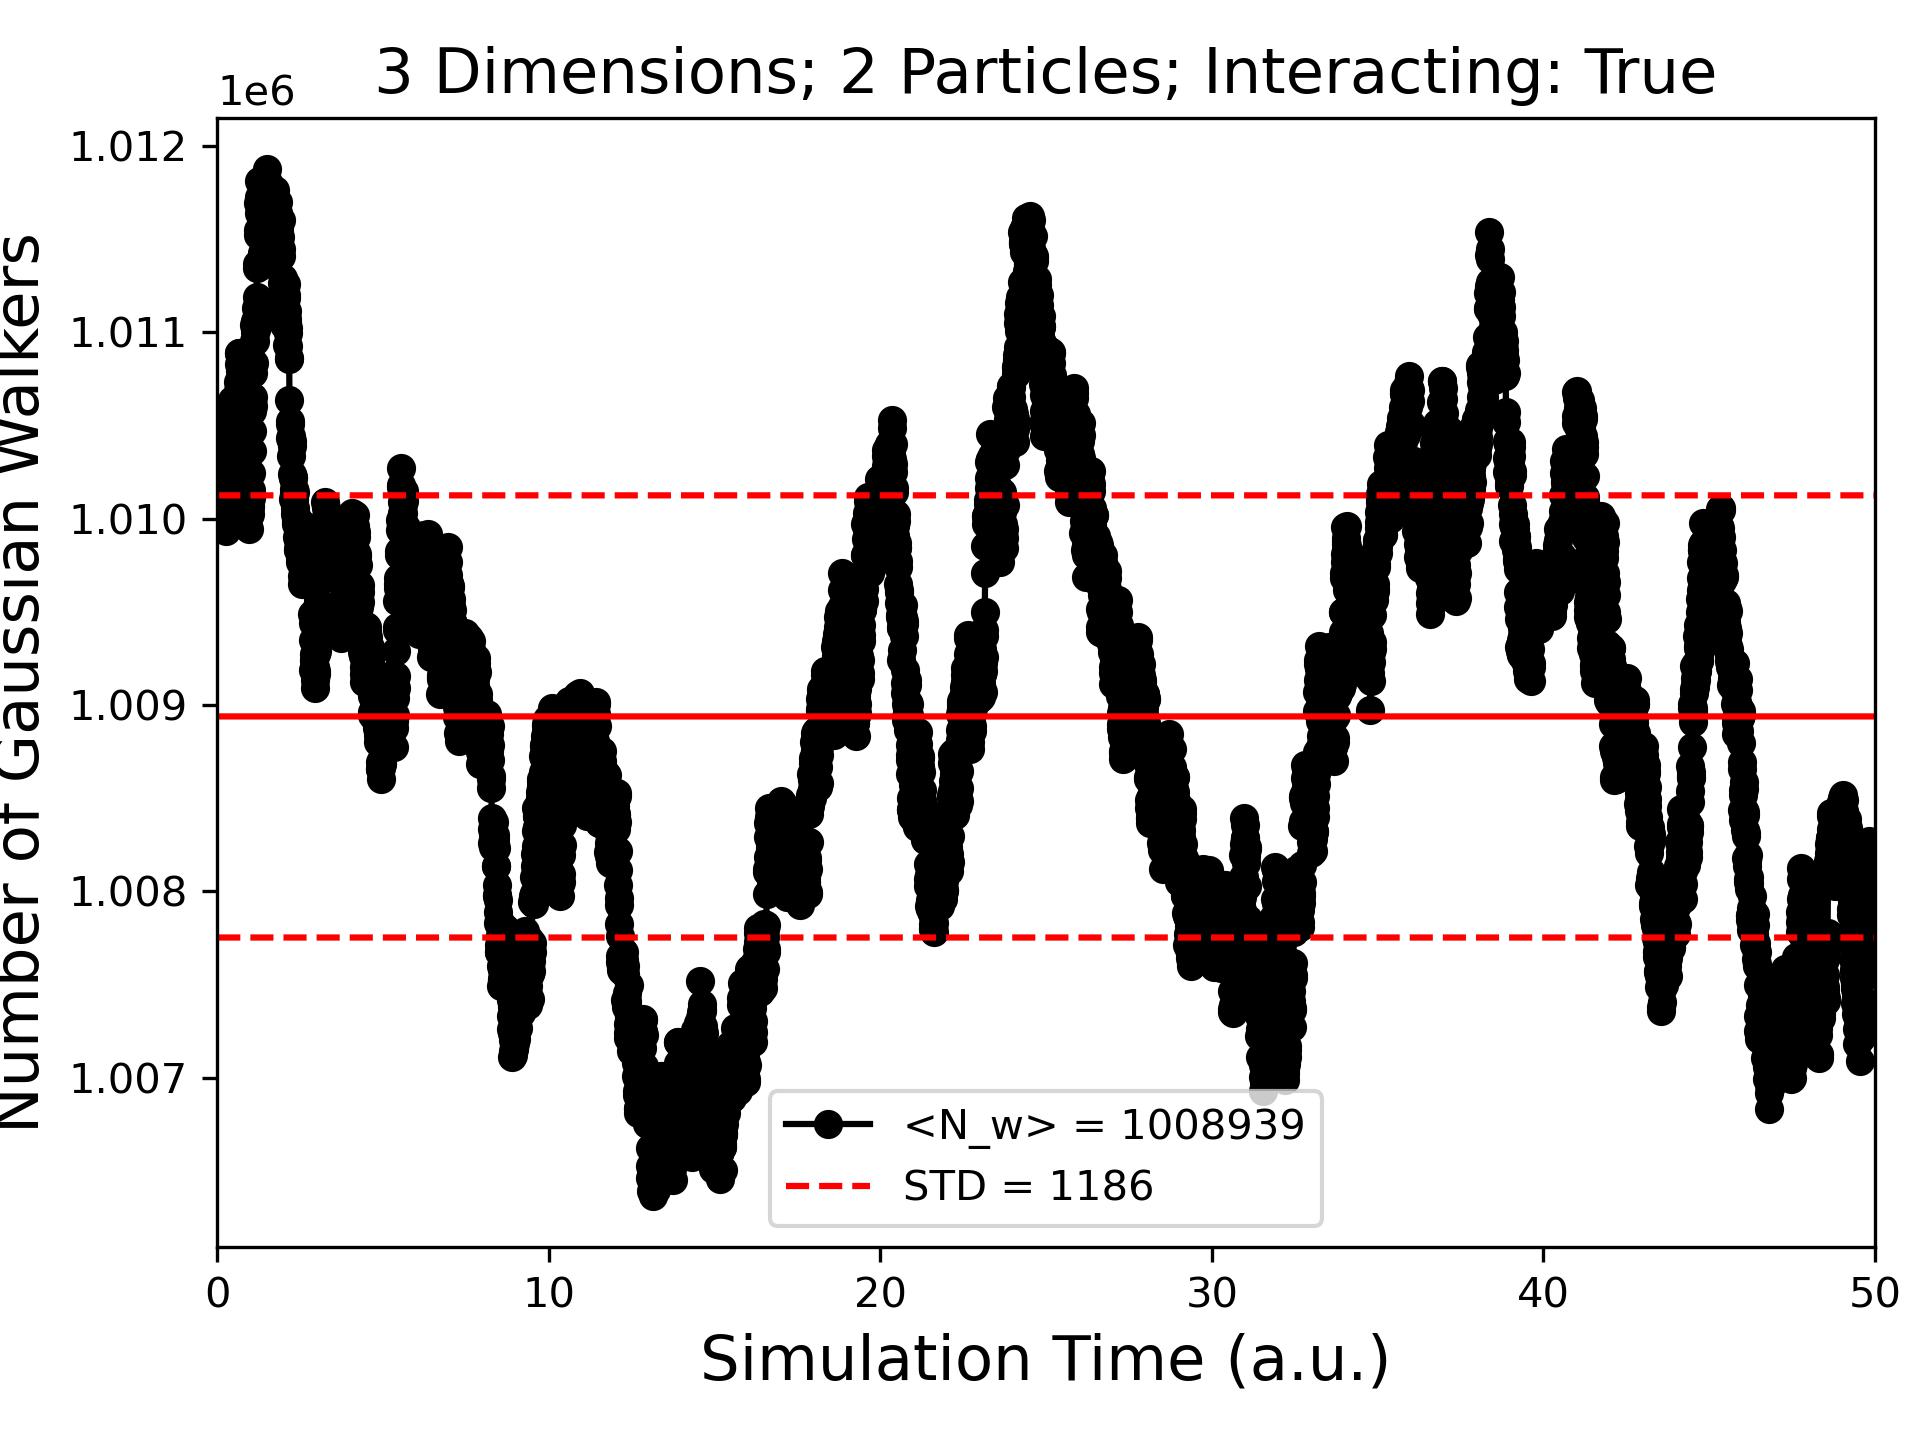 3 Dimensions; 2 Particles; Interacting: True
1e6
1.012
1.011
1.010
1.009
1.008
1.007
Number of Gaussian Walkers
<N_w> = 1008939
STD = 1186
0 10 20 30 40 50
Simulation Time (a.u.)